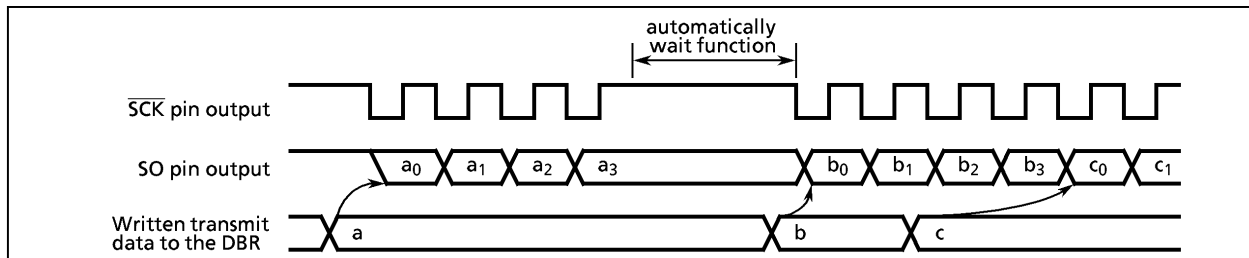 automatically
wait function
SCK pin output
SO pin output
a0 a1 a2 a3 b0 b1 b2 b3 c0 c1
Written transmit
data to the DBR
a b c